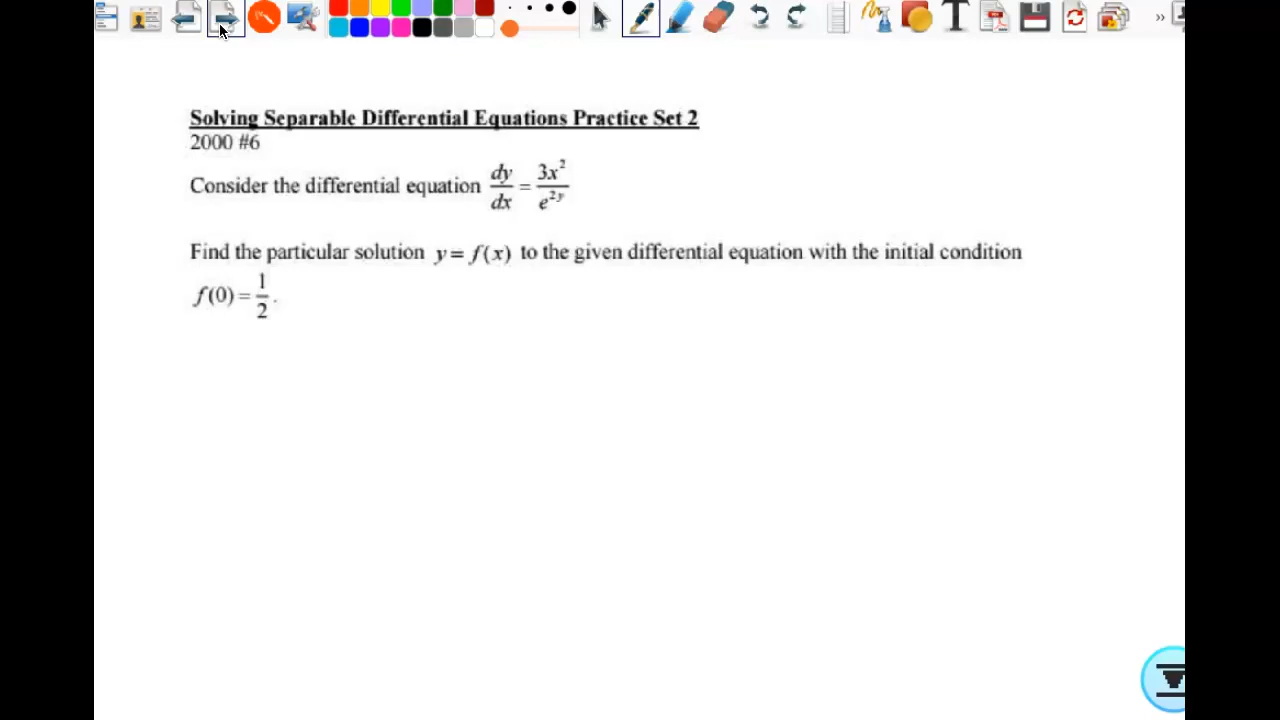 Solving Separable Differential Equations Practice Set 2
2000 #6
Consider the differential equation dy/dx = 3x²/e^(2y)
Find the particular solution y = f(x) to the given differential equation with the initial condition
f(0) = 1/2.